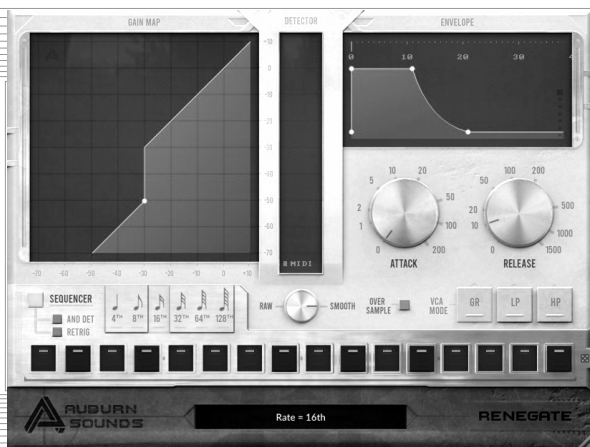 GAIN MAP
DETECTOR
ENVELOPE
+10
0
-10
-50
-60
-70
-70 -60 -50 -40 -30 -20 -10 0 +10
MIDI
0 10 20 30 4
0 1 2 5 10 20 50 100 200
ATTACK
0 10 20 50 100 200 500 1000 1500
RELEASE
SEQUENCER
AND DET
RETRIG
4TH 8TH 16TH 32TH 64TH 128TH
RAW
SMOOTH
OVER
SAMPLE
VCA
MODE
GR LP HP
AUBURN
SOUNDS
Rate = 16th
RENEGATE